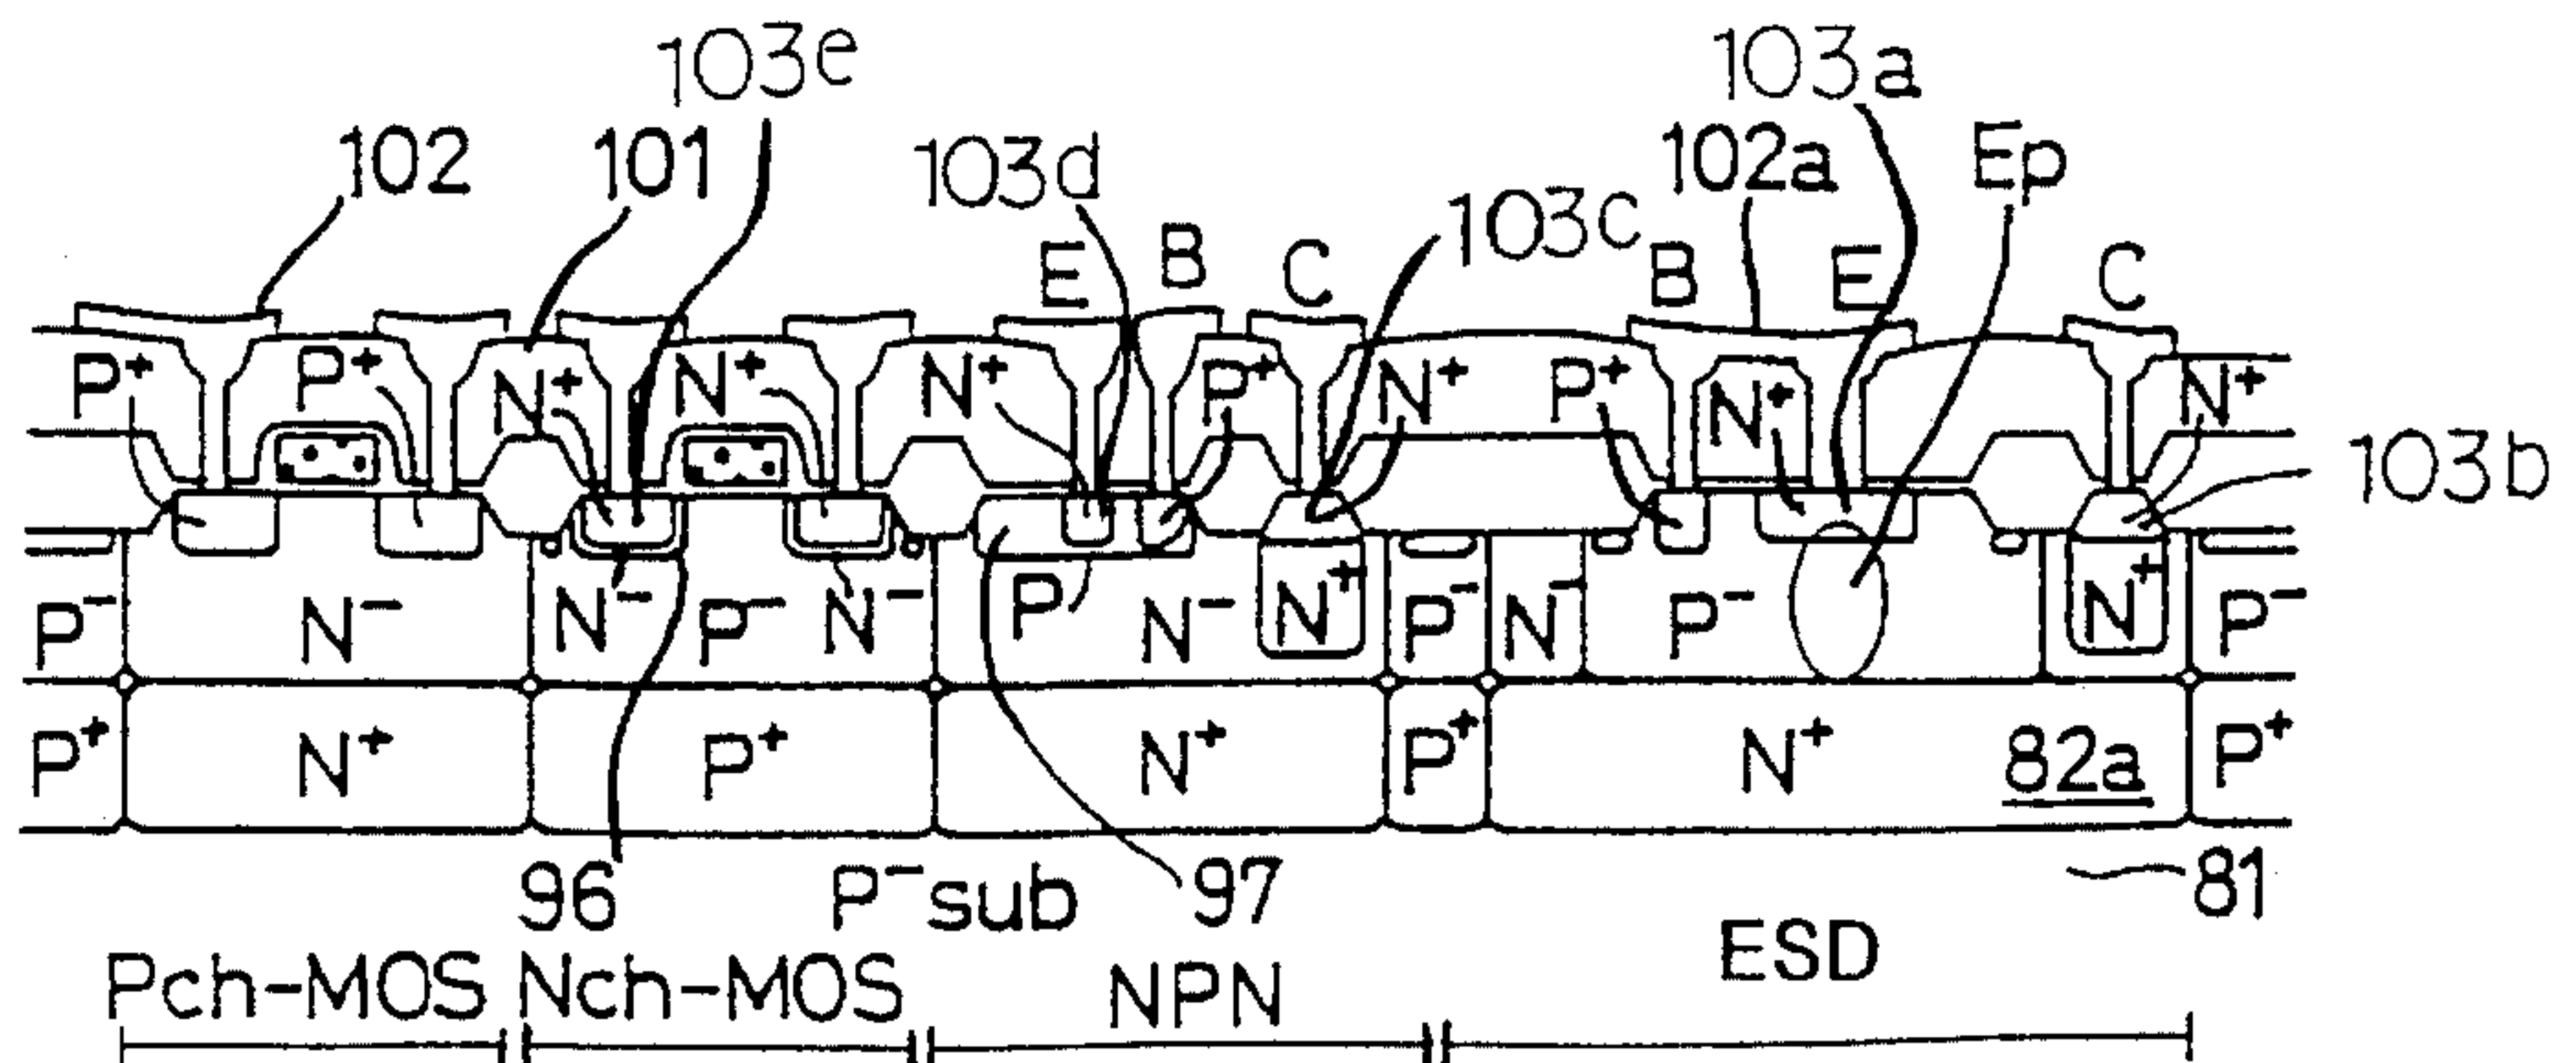 103e
103a
102
101
103d
102a
Ep
103c
E
B
C
B
E
C
P+
P+
N+
N+
N+
P+
N+
P+
N+
N+
103b
P-
N-
N-
P-
N-
P
N-
N+
P-
N-
P-
N+
P-
P+
N+
P+
N+
P+
N+
82a
P+
96
P-sub
97
81
ESD
Pch-MOS
Nch-MOS
NPN